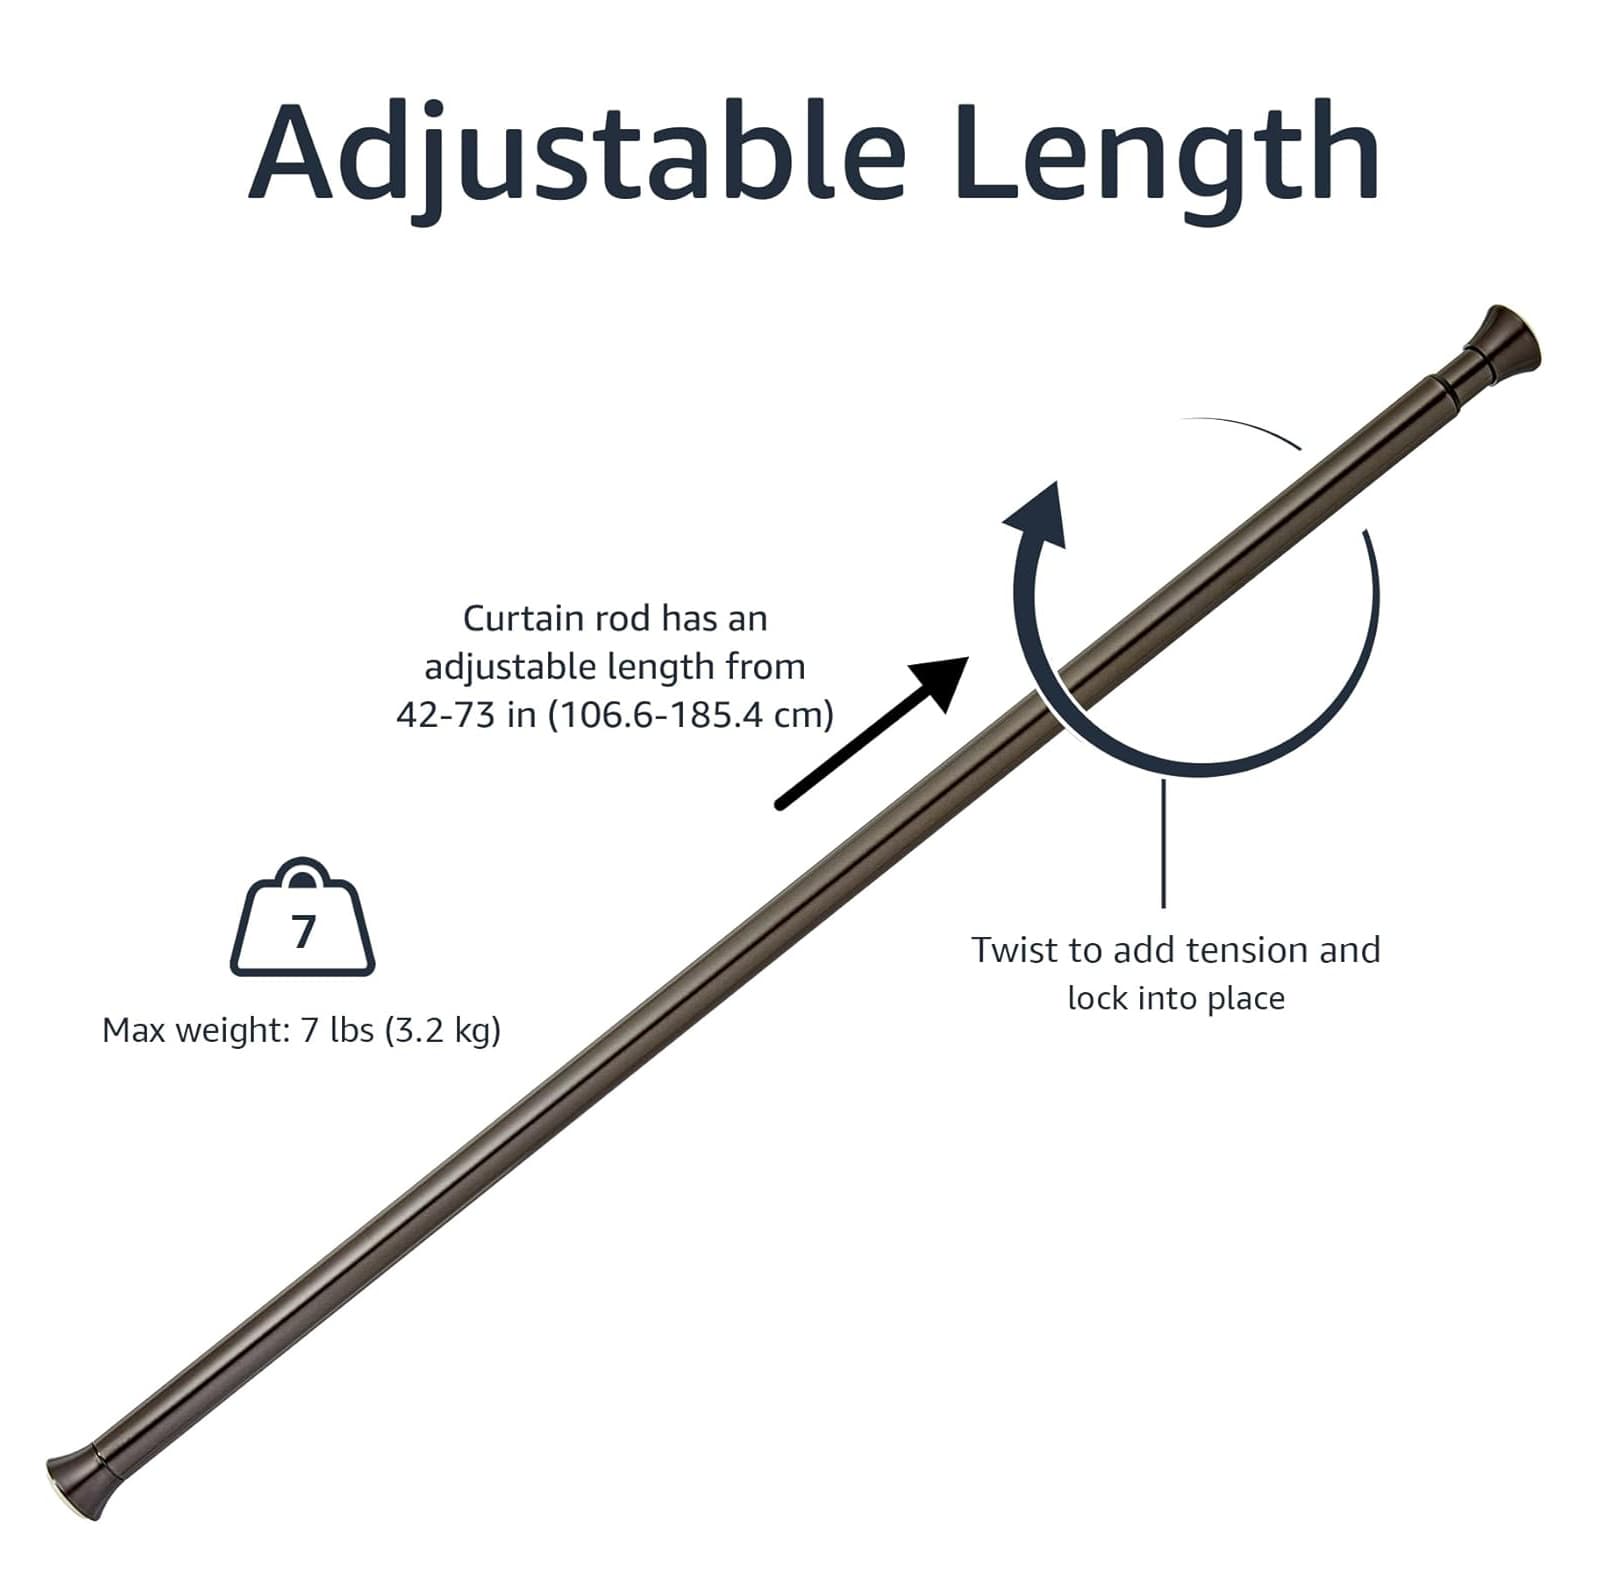 Adjustable Length
Curtain rod has an
adjustable length from
42-73 in (106.6-185.4 cm)
7
Max weight: 7 lbs (3.2 kg)
Twist to add tension and
lock into place